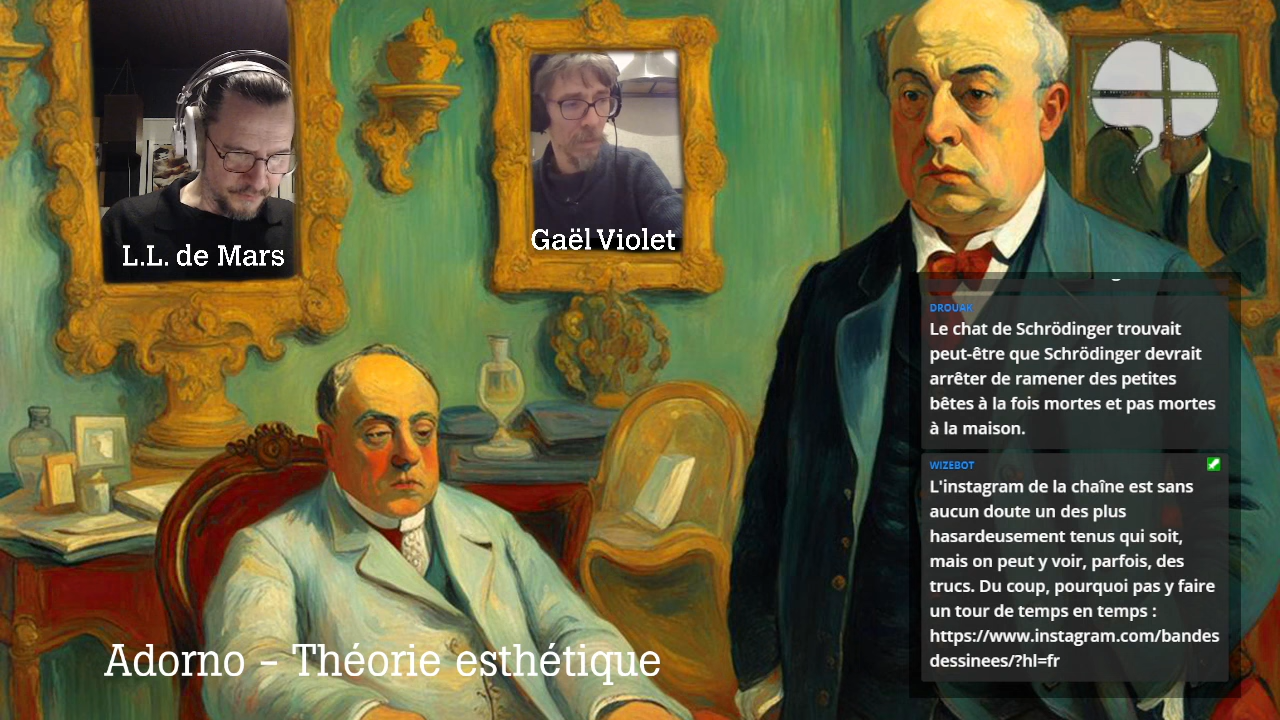 L.L. de Mars
Gaël Violet
DROUAK
Le chat de Schrödinger trouvait
peut-être que Schrödinger devrait
arrêter de ramener des petites
bêtes à la fois mortes et pas mortes
à la maison.
WIZEBOT
L'instagram de la chaîne est sans
aucun doute un des plus
hasardeusement tenus qui soit,
mais on peut y voir, parfois, des
trucs. Du coup, pourquoi pas y faire
un tour de temps en temps :
https://www.instagram.com/bandes
dessinees/?hl=fr
Adorno – Théorie esthétique